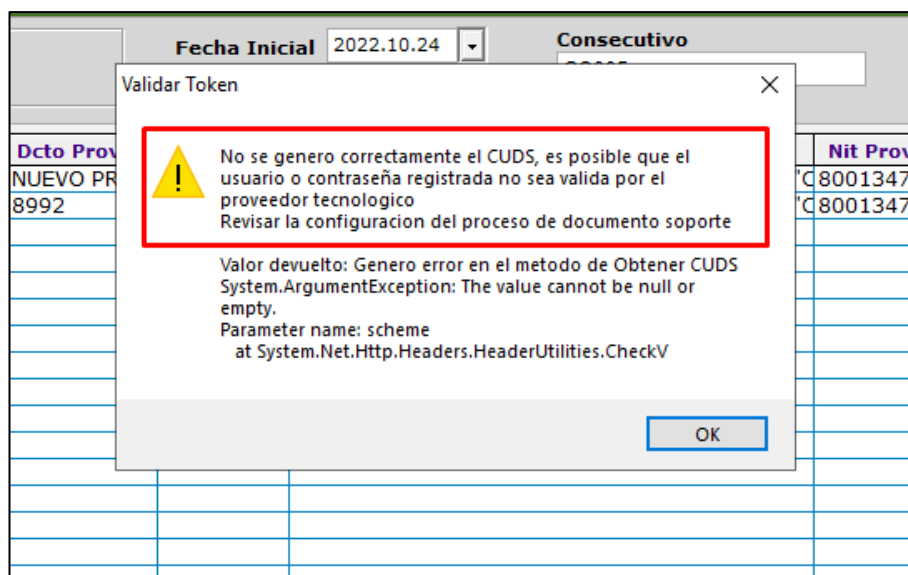 Fecha Inicial 2022.10.24 Consecutivo
Validar Token
Dcto Prov Nit Prov
NUEVO PR "C 8001347
8992 "C 8001347
No se genero correctamente el CUDS, es posible que el
usuario o contraseña registrada no sea valida por el
proveedor tecnologico
Revisar la configuracion del proceso de documento soporte
Valor devuelto: Genero error en el metodo de Obtener CUDS
System.ArgumentException: The value cannot be null or
empty.
Parameter name: scheme
at System.Net.Http.Headers.HeaderUtilities.CheckV
OK